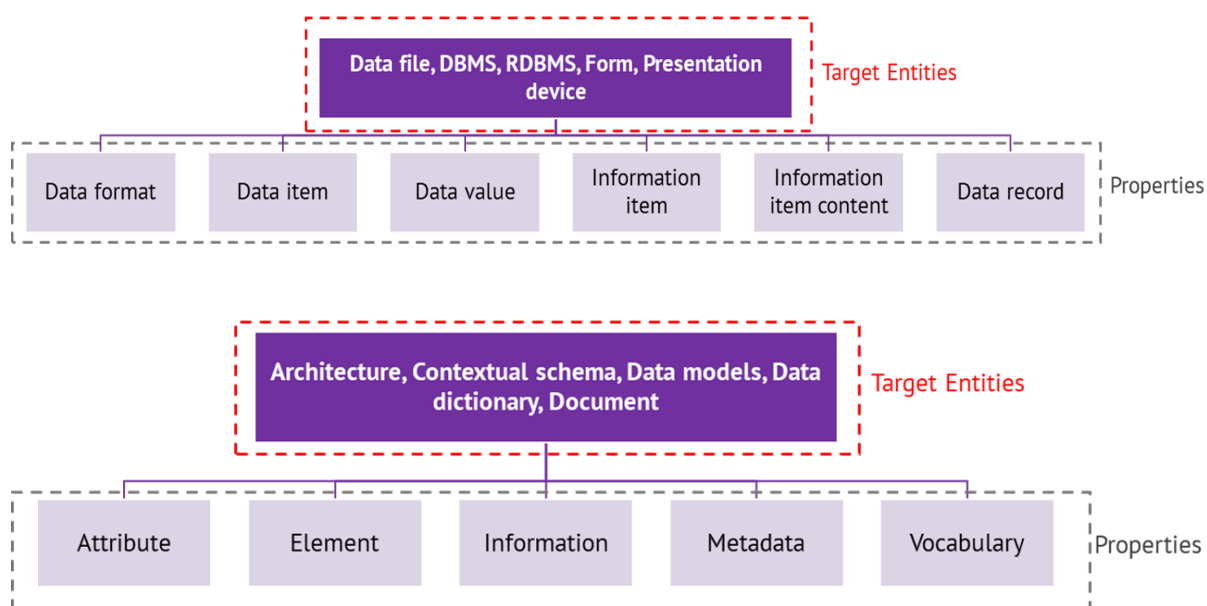 Data file, DBMS, RDBMS, Form, Presentation
device
Target Entities
Data format
Data item
Data value
Information
item
Information
item content
Data record
Properties
Architecture, Contextual schema, Data models, Data
dictionary, Document
Target Entities
Attribute
Element
Information
Metadata
Vocabulary
Properties